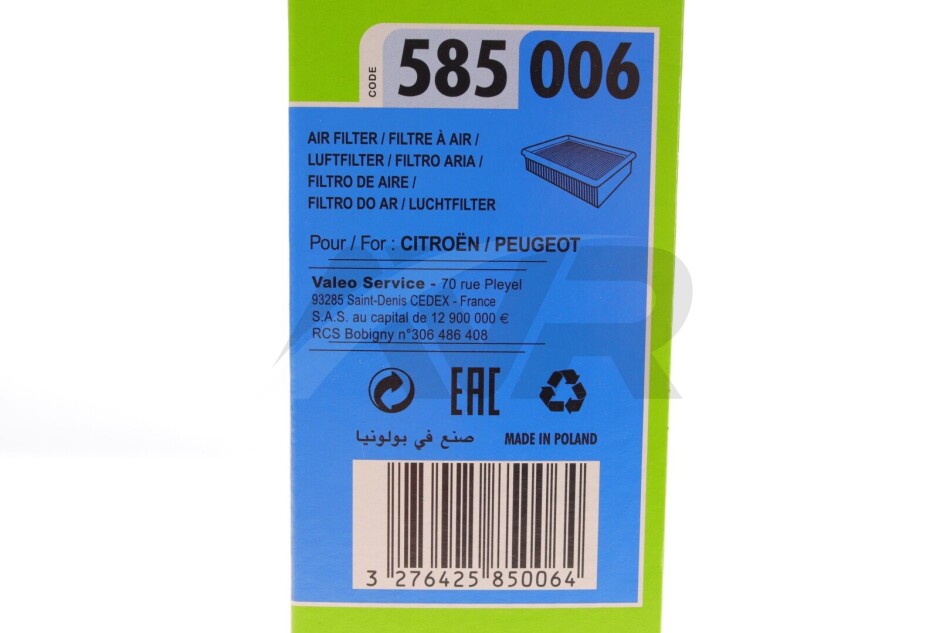 CODE
585 006
AIR FILTER / FILTRE À AIR /
LUFTFILTER / FILTRO ARIA /
FILTRO DE AIRE /
FILTRO DO AR / LUCHTFILTER
Pour / For : CITROËN / PEUGEOT
Valeo Service - 70 rue Pleyel
93285 Saint-Denis CEDEX - France
S.A.S. au capital de 12 900 000 €
RCS Bobigny n°306 486 408
EAC
صنع في بولونيا MADE IN POLAND
3 276425 850064